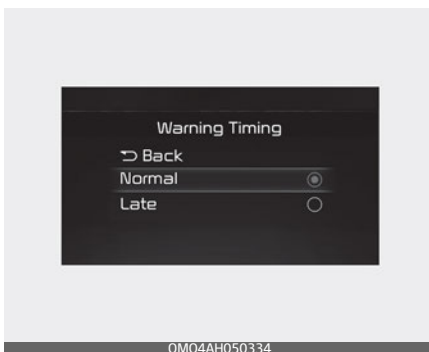 Warning Timing
Back
Normal
Late
OMO4AH050334